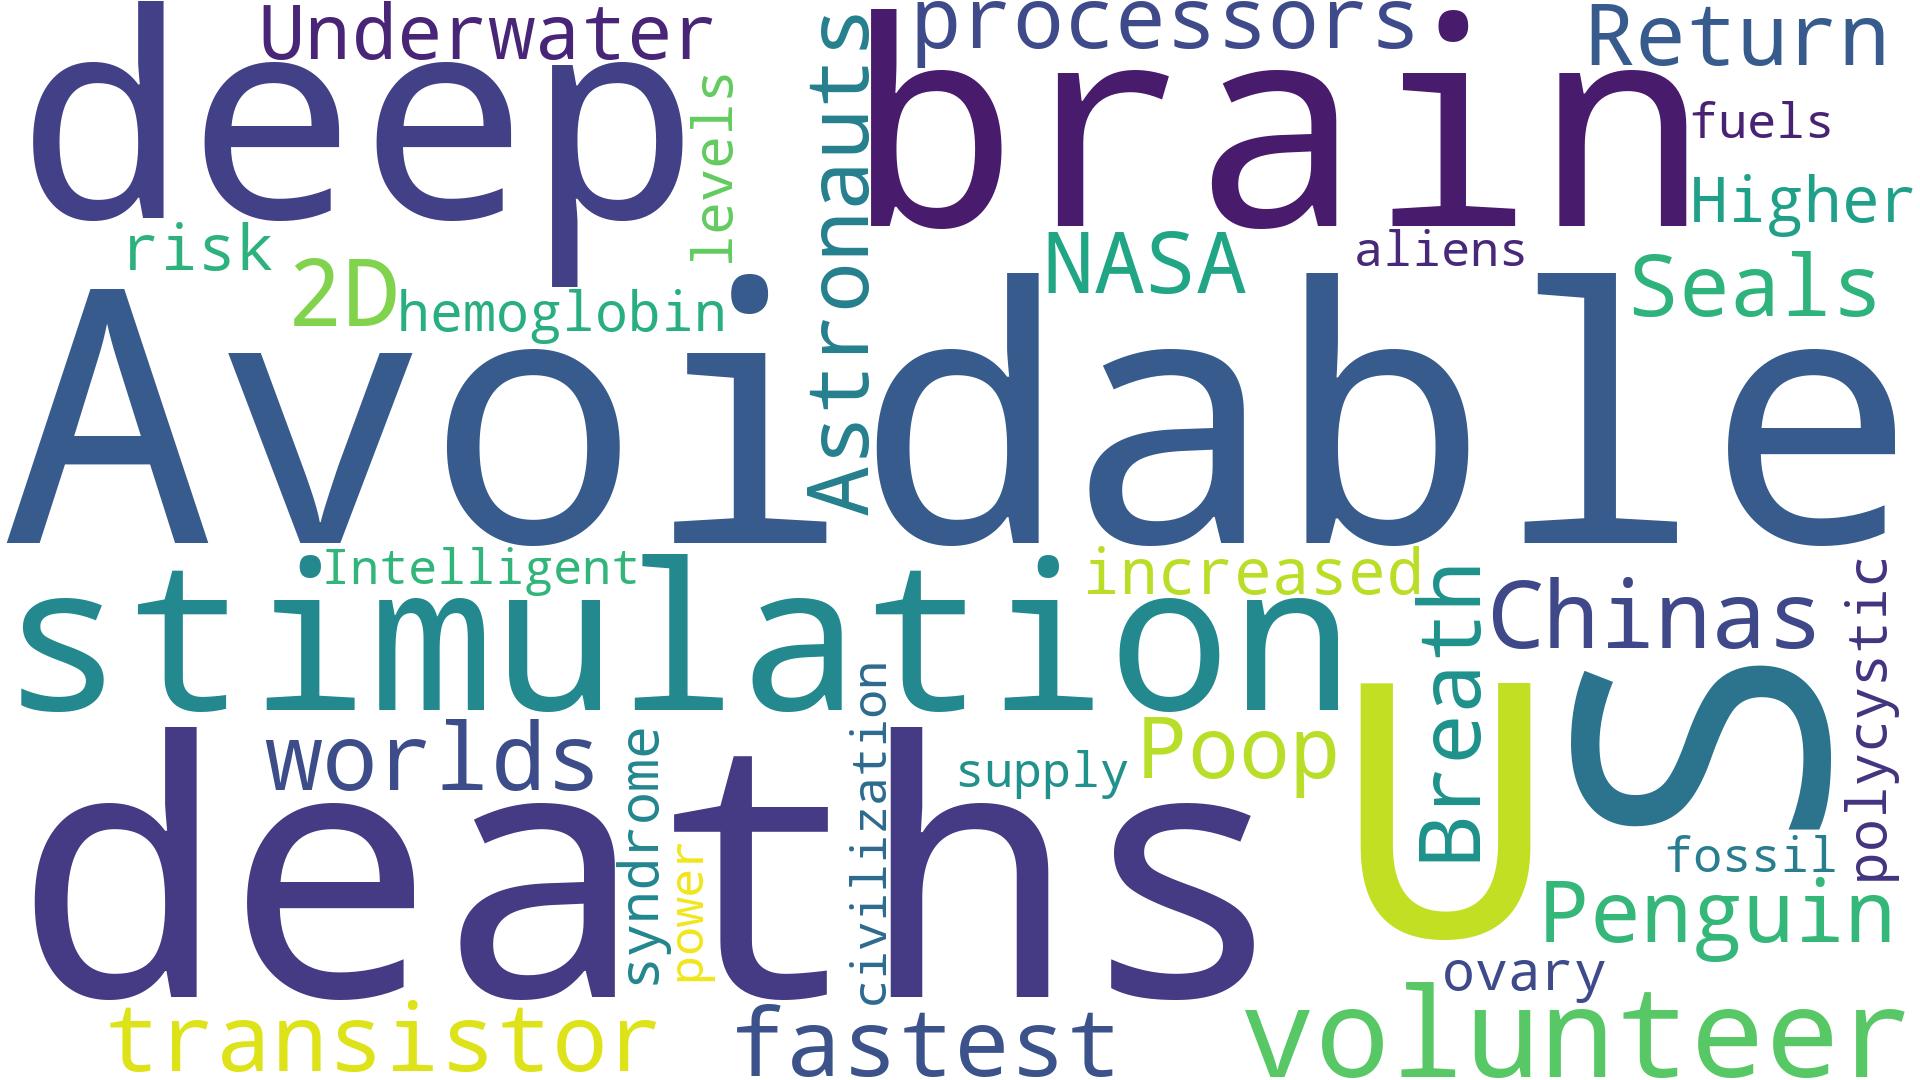 Underwater
processors
Return
deep
brain
levels
Astronauts
fuels
Higher
risk
2D
hemoglobin
NASA
aliens
Seals
Avoidable
Intelligent
increased
stimulation
Breath
Chinas
polycystic
U
S
worlds
syndrome
civilization
supply
Poop
deaths
power
fossil
Penguin
ovary
transistor
fastest
volunteer